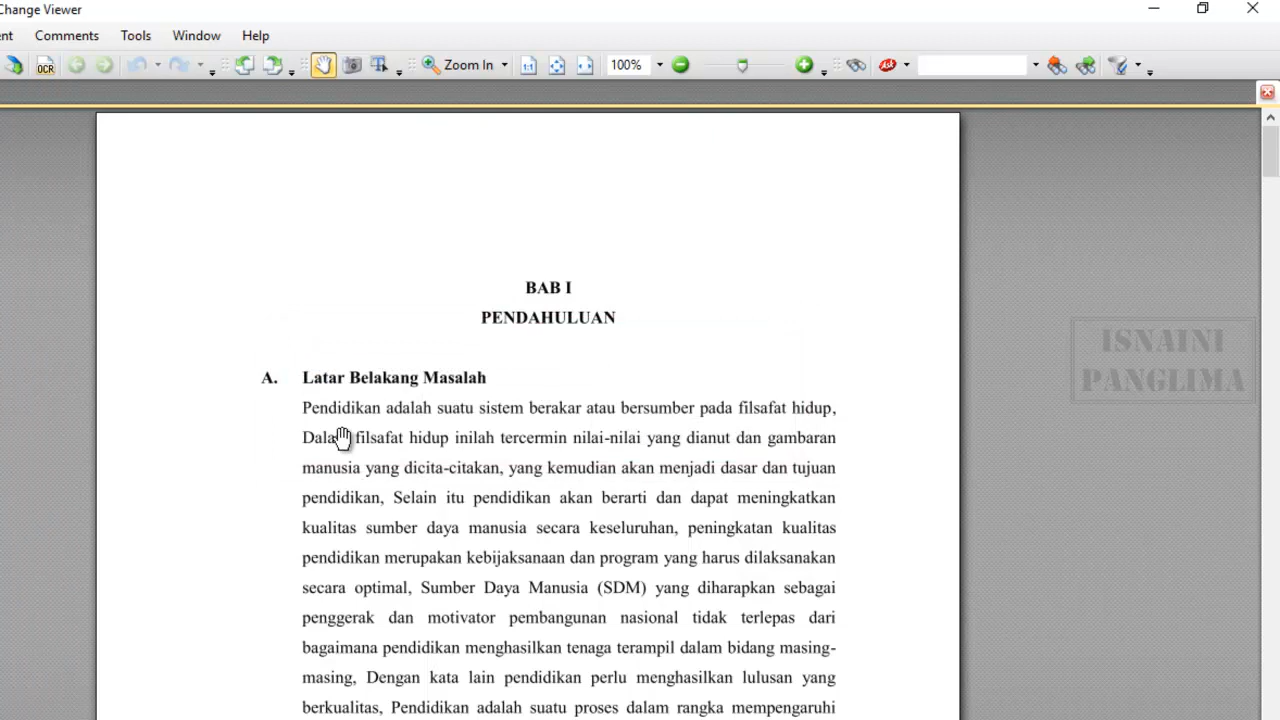 Change Viewer
nt Comments Tools Window Help
OCR Zoom In 1:1 100% Ask
BAB I
PENDAHULUAN
ISNAINI
PANGLIMA
A. Latar Belakang Masalah
Pendidikan adalah suatu sistem berakar atau bersumber pada filsafat hidup,
Dala filsafat hidup inilah tercermin nilai-nilai yang dianut dan gambaran
manusia yang dicita-citakan, yang kemudian akan menjadi dasar dan tujuan
pendidikan, Selain itu pendidikan akan berarti dan dapat meningkatkan
kualitas sumber daya manusia secara keseluruhan, peningkatan kualitas
pendidikan merupakan kebijaksanaan dan program yang harus dilaksanakan
secara optimal, Sumber Daya Manusia (SDM) yang diharapkan sebagai
penggerak dan motivator pembangunan nasional tidak terlepas dari
bagaimana pendidikan menghasilkan tenaga terampil dalam bidang masing-
masing, Dengan kata lain pendidikan perlu menghasilkan lulusan yang
berkualitas, Pendidikan adalah suatu proses dalam rangka mempengaruhi